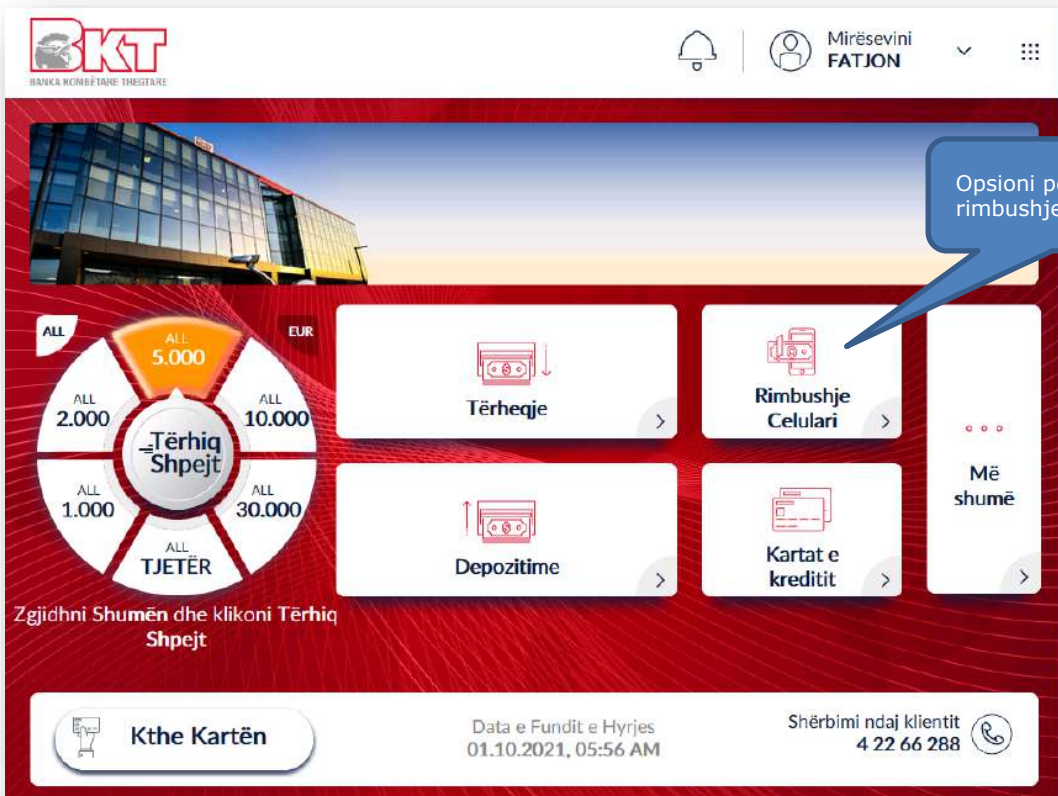 BKT
BANKA KOMBËTARE TREGTARE
Mirësevini
FATJON
Opsioni
rimbushje
ALL
EUR
ALL
5.000
ALL
2.000
ALL
10.000
Tërhiq
Shpejt
ALL
1.000
ALL
30.000
ALL
TJETËR
Zgjidhni Shumën dhe klikoni Tërhiq
Shpejt
Tërheqje
Rimbushje
Celulari
Depozitime
Kartat e
kreditit
Më
shumë
Kthe Kartën
Data e Fundit e Hyrjes
01.10.2021, 05:56 AM
Shërbimi ndaj klientit
4 22 66 288